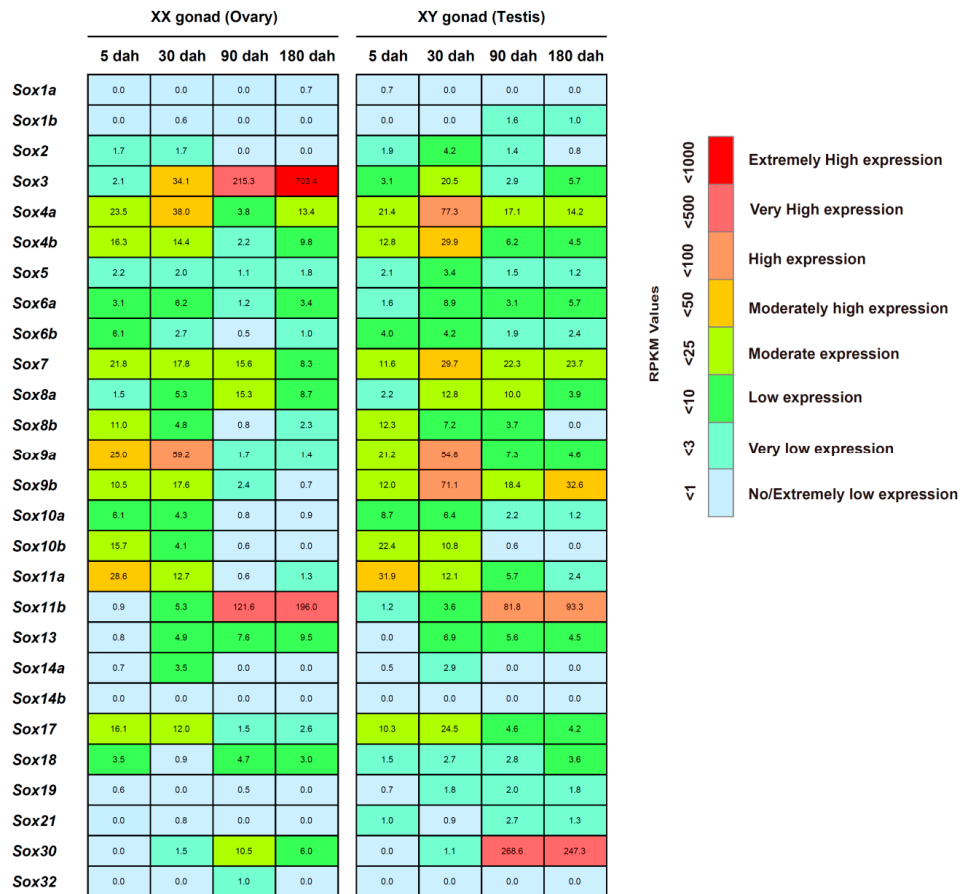 XX gonad (Ovary) XY gonad (Testis)
5 dah 30 dah 90 dah 180 dah 5 dah 30 dah 90 dah 180 dah
Sox1a 0.0 0.0 0.0 0.7 0.7 0.0 0.0 0.0
Sox1b 0.0 0.6 0.0 0.0 0.0 0.0 1.6 1.0
Sox2 1.7 1.7 0.0 0.0 1.9 4.2 1.4 0.8
Sox3 2.1 34.1 215.3 703.4 3.1 20.5 2.9 5.7
Sox4a 23.5 38.0 3.8 13.4 21.4 77.3 17.1 14.2
Sox4b 16.3 14.4 2.2 9.8 12.8 29.9 6.2 4.5
Sox5 2.2 2.0 1.1 1.8 2.1 3.4 1.5 1.2
Sox6a 3.1 6.2 1.2 3.4 1.6 8.9 3.1 5.7
Sox6b 6.1 2.7 0.5 1.0 4.0 4.2 1.9 2.4
Sox7 21.8 17.8 15.6 8.3 11.6 29.7 22.3 23.7
Sox8a 1.5 5.3 15.3 8.7 2.2 12.8 10.0 3.9
Sox8b 11.0 4.8 0.8 2.3 12.3 7.2 3.7 0.0
Sox9a 25.0 59.2 1.7 1.4 21.2 54.8 7.3 4.6
Sox9b 10.5 17.6 2.4 0.7 12.0 71.1 18.4 32.6
Sox10a 6.1 4.3 0.8 0.9 8.7 6.4 2.2 1.2
Sox10b 15.7 4.1 0.6 0.0 22.4 10.8 0.6 0.0
Sox11a 28.6 12.7 0.6 1.3 31.9 12.1 5.7 2.4
Sox11b 0.9 5.3 121.6 196.0 1.2 3.6 81.8 93.3
Sox13 0.8 4.9 7.6 9.5 0.0 6.9 5.6 4.5
Sox14a 0.7 3.5 0.0 0.0 0.5 2.9 0.0 0.0
Sox14b 0.0 0.0 0.0 0.0 0.0 0.0 0.0 0.0
Sox17 16.1 12.0 1.5 2.6 10.3 24.5 4.6 4.2
Sox18 3.5 0.9 4.7 3.0 1.5 2.7 2.8 3.6
Sox19 0.6 0.0 0.5 0.0 0.7 1.8 2.0 1.8
Sox21 0.0 0.8 0.0 0.0 1.0 0.9 2.7 1.3
Sox30 0.0 1.5 10.5 6.0 0.0 1.1 268.6 247.3
Sox32 0.0 0.0 1.0 0.0 0.0 0.0 0.0 0.0
RPKM Values
<1000 Extremely High expression
<500 Very High expression
<100 High expression
<50 Moderately high expression
<25 Moderate expression
<10 Low expression
<3 Very low expression
<1 No/Extremely low expression